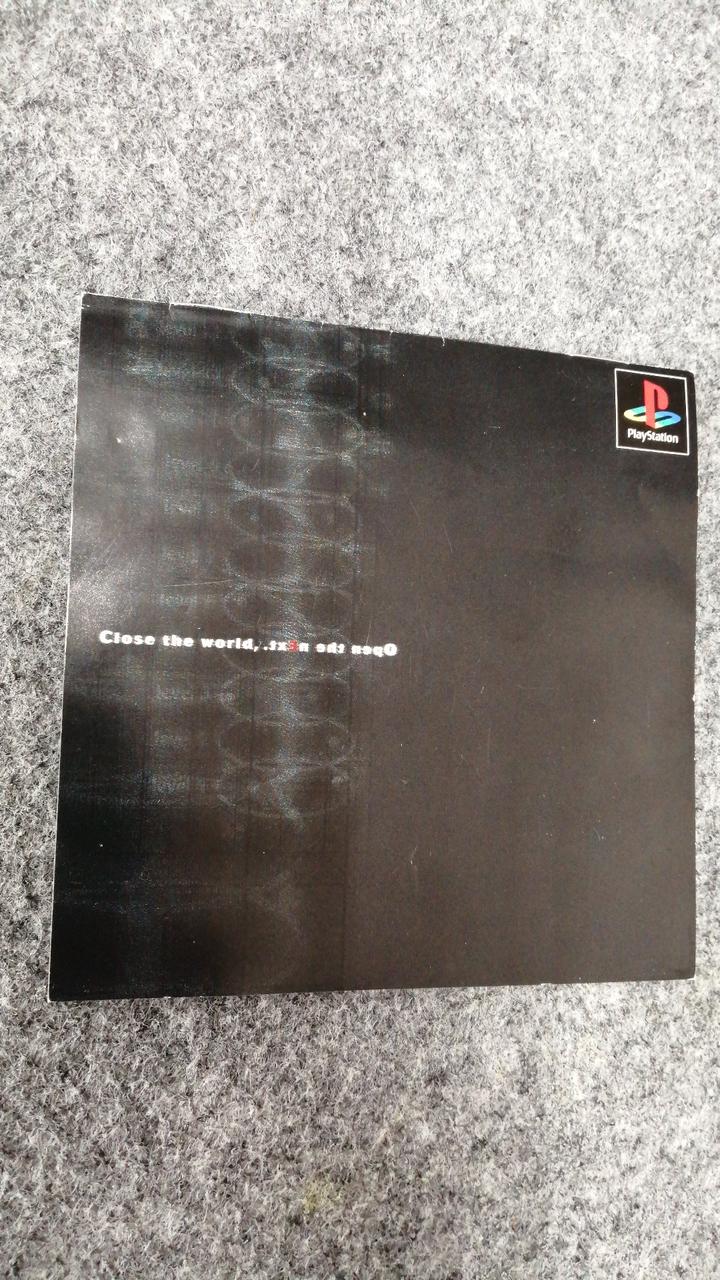 PlayStation
Close the world, .txEn eht nepO